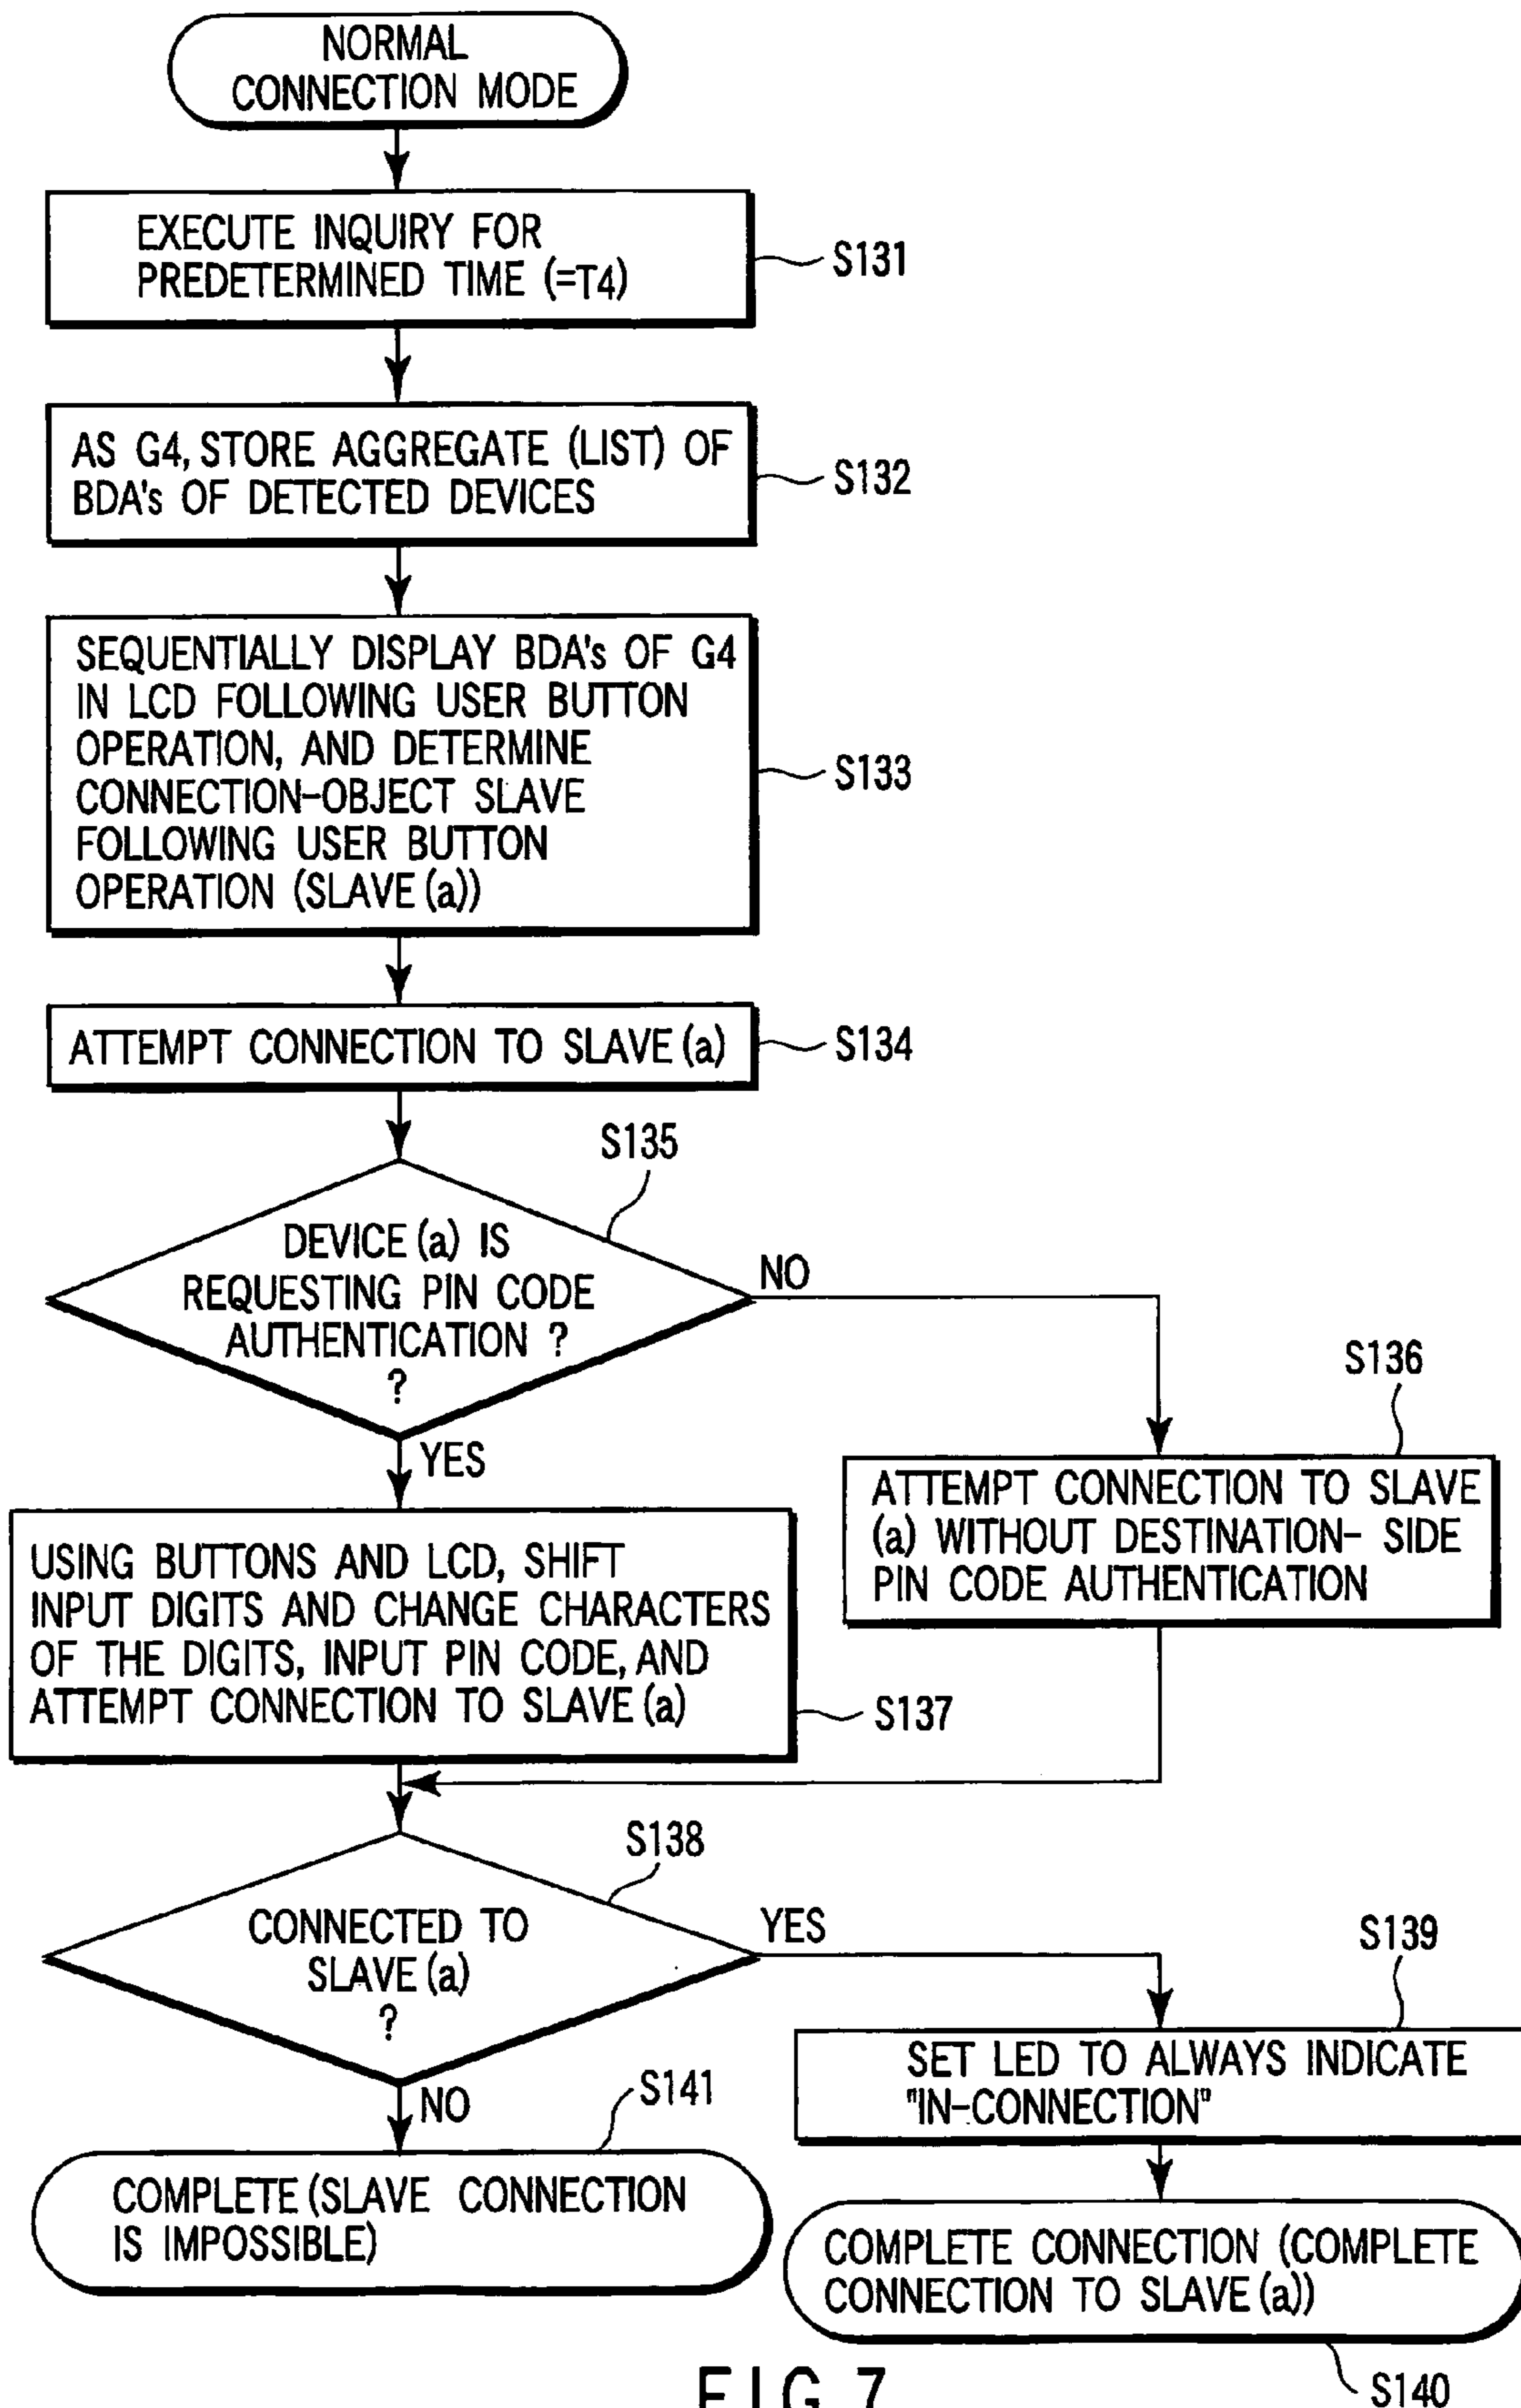 NORMAL
CONNECTION MODE
EXECUTE INQUIRY FOR
PREDETERMINED TIME (=T4)
S131
AS G4, STORE AGGREGATE (LIST) OF
BDA's OF DETECTED DEVICES
S132
SEQUENTIALLY DISPLAY BDA's OF G4
IN LCD FOLLOWING USER BUTTON
OPERATION, AND DETERMINE
CONNECTION-OBJECT SLAVE
FOLLOWING USER BUTTON
OPERATION (SLAVE (a))
S133
ATTEMPT CONNECTION TO SLAVE (a)
S134
S135
DEVICE (a) IS
REQUESTING PIN CODE
AUTHENTICATION ?
?
NO
YES
S136
ATTEMPT CONNECTION TO SLAVE
(a) WITHOUT DESTINATION- SIDE
PIN CODE AUTHENTICATION
USING BUTTONS AND LCD, SHIFT
INPUT DIGITS AND CHANGE CHARACTERS
OF THE DIGITS, INPUT PIN CODE, AND
ATTEMPT CONNECTION TO SLAVE (a)
S137
S138
CONNECTED TO
SLAVE (a)
?
YES
NO
S139
SET LED TO ALWAYS INDICATE
"IN-CONNECTION"
S141
COMPLETE (SLAVE CONNECTION
IS IMPOSSIBLE)
COMPLETE CONNECTION (COMPLETE
CONNECTION TO SLAVE (a))
S140
FIG. 7